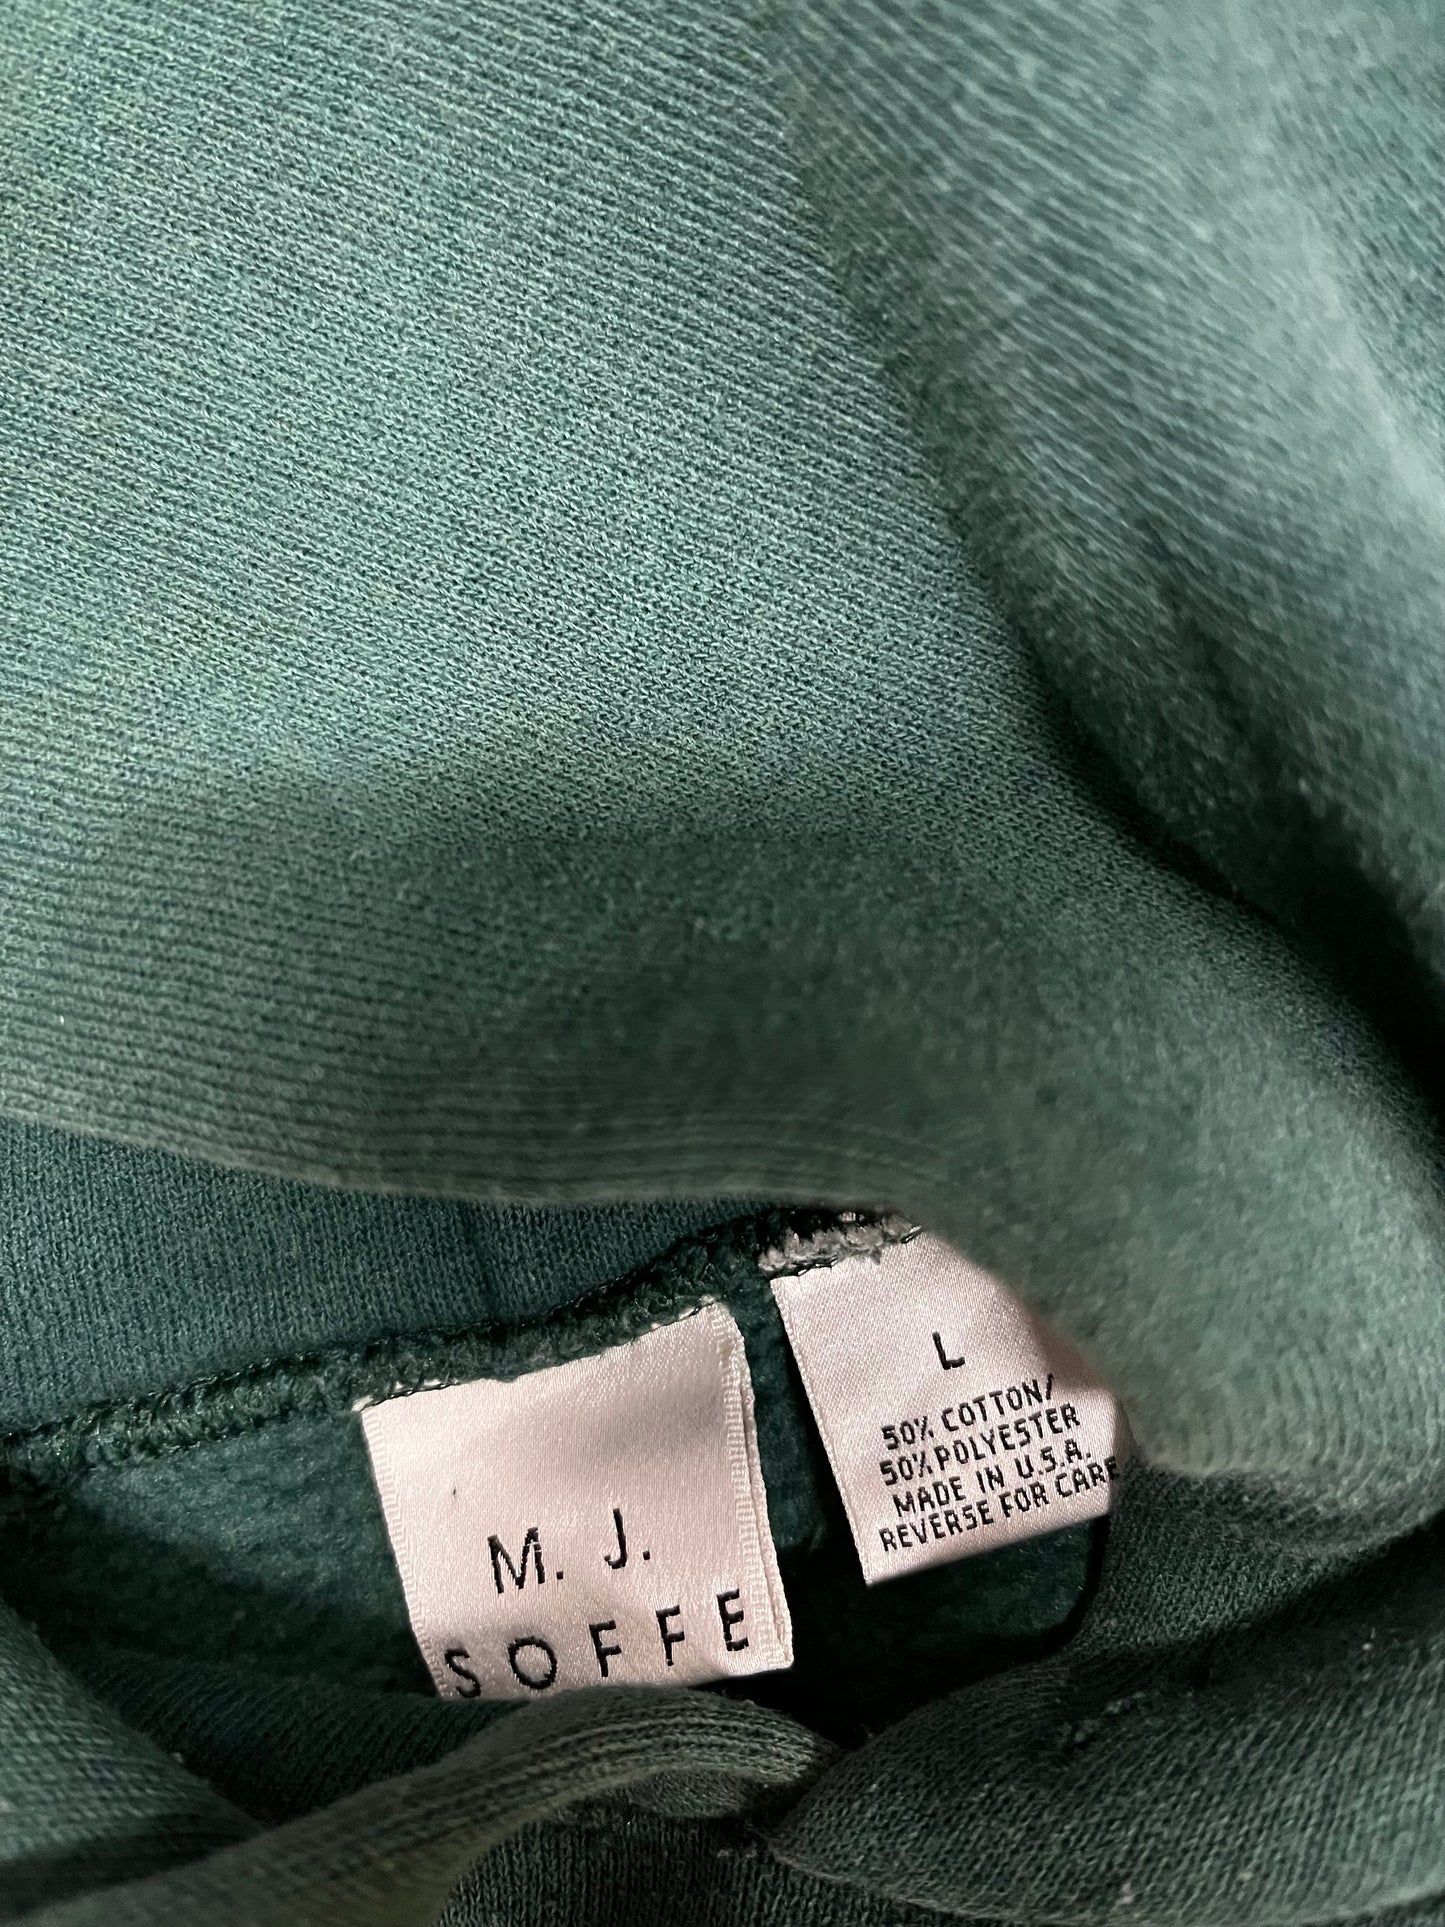 M. J.
SOFFE
L
50% COTTON/
50% POLYESTER
MADE IN U.S.A.
REVERSE FOR CARE